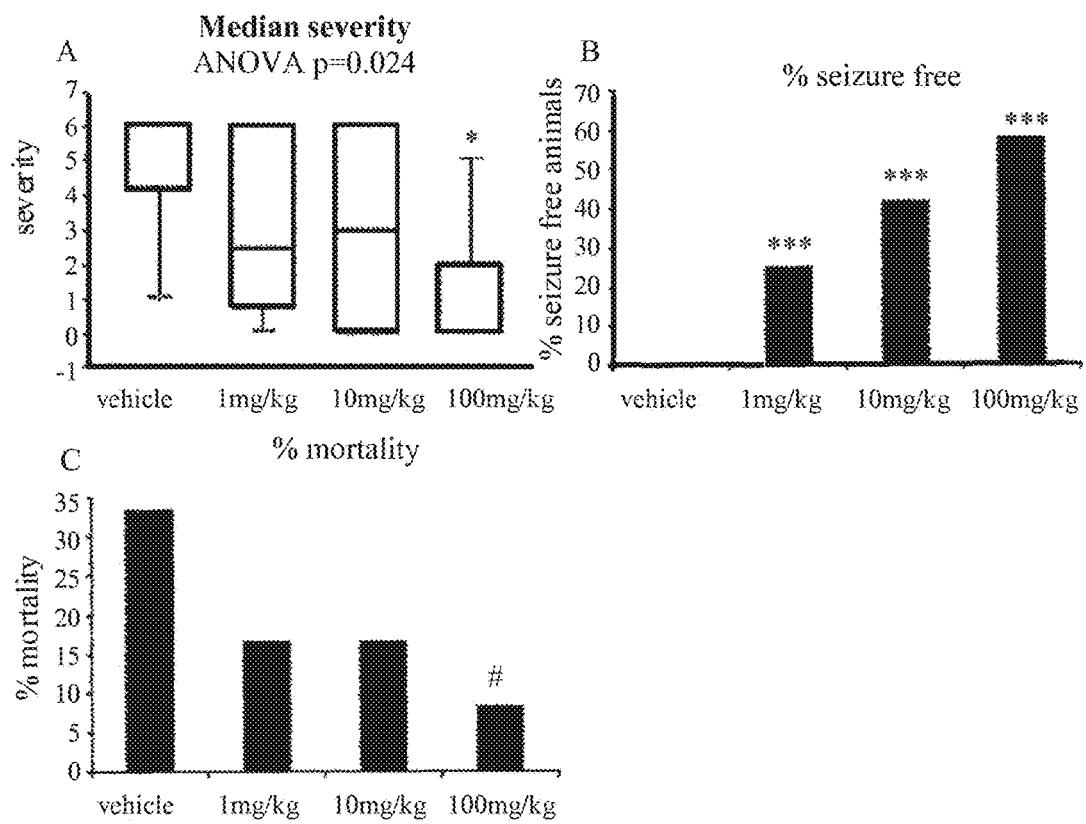 A
Median severity
ANOVA p=0.024
7
6
5
4
3
2
1
0
-1
severity
*
vehicle 1mg/kg 10mg/kg 100mg/kg
B
% seizure free
70
60
50
40
30
20
10
0
% seizure free animals
***
***
***
vehicle 1mg/kg 10mg/kg 100mg/kg
C
% mortality
35
30
25
20
15
10
5
0
% mortality
#
vehicle 1mg/kg 10mg/kg 100mg/kg